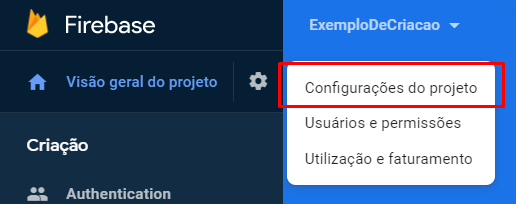 Firebase
ExemploDeCriacao
Visão geral do projeto
Configurações do projeto
Usuários e permissões
Utilização e faturamento
Criação
Authentication